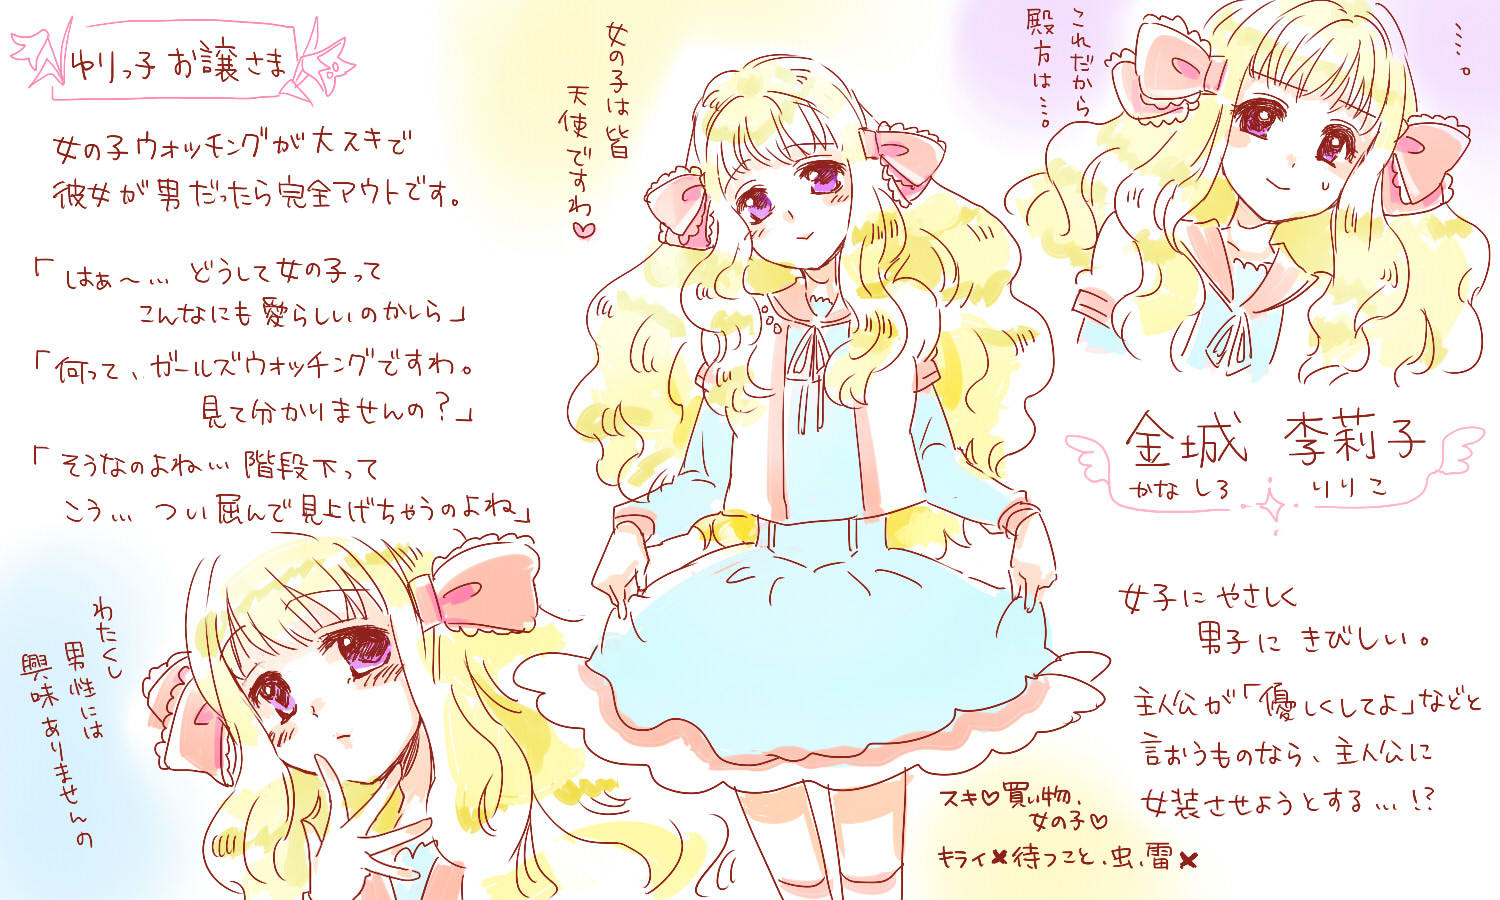 ゆりっ子 お嬢さま
女の子ウォッチングが大スキで
彼女が男だったら完全アウトです。
「はぁ〜… どうして女の子って
こんなにも愛らしいのかしら」
「何って、ガールズウォッチングですわ。
見て分かりませんの？」
「そうなのよね… 階段下って
こう… つい屈んで見上げちゃうのよね」
わたくし
男性には
興味ありませんの
女の子は皆
天使ですわ♡
これだから
殿方は…。
……。
金城 李莉子
かなしろ りりこ
女子にやさしく
男子にきびしい。
主人公が「優しくしてよ」などと
言おうものなら、主人公に
女装させようとする…!?
スキ♡買い物、
女の子♡
キライ✖待つこと、虫、雷✖